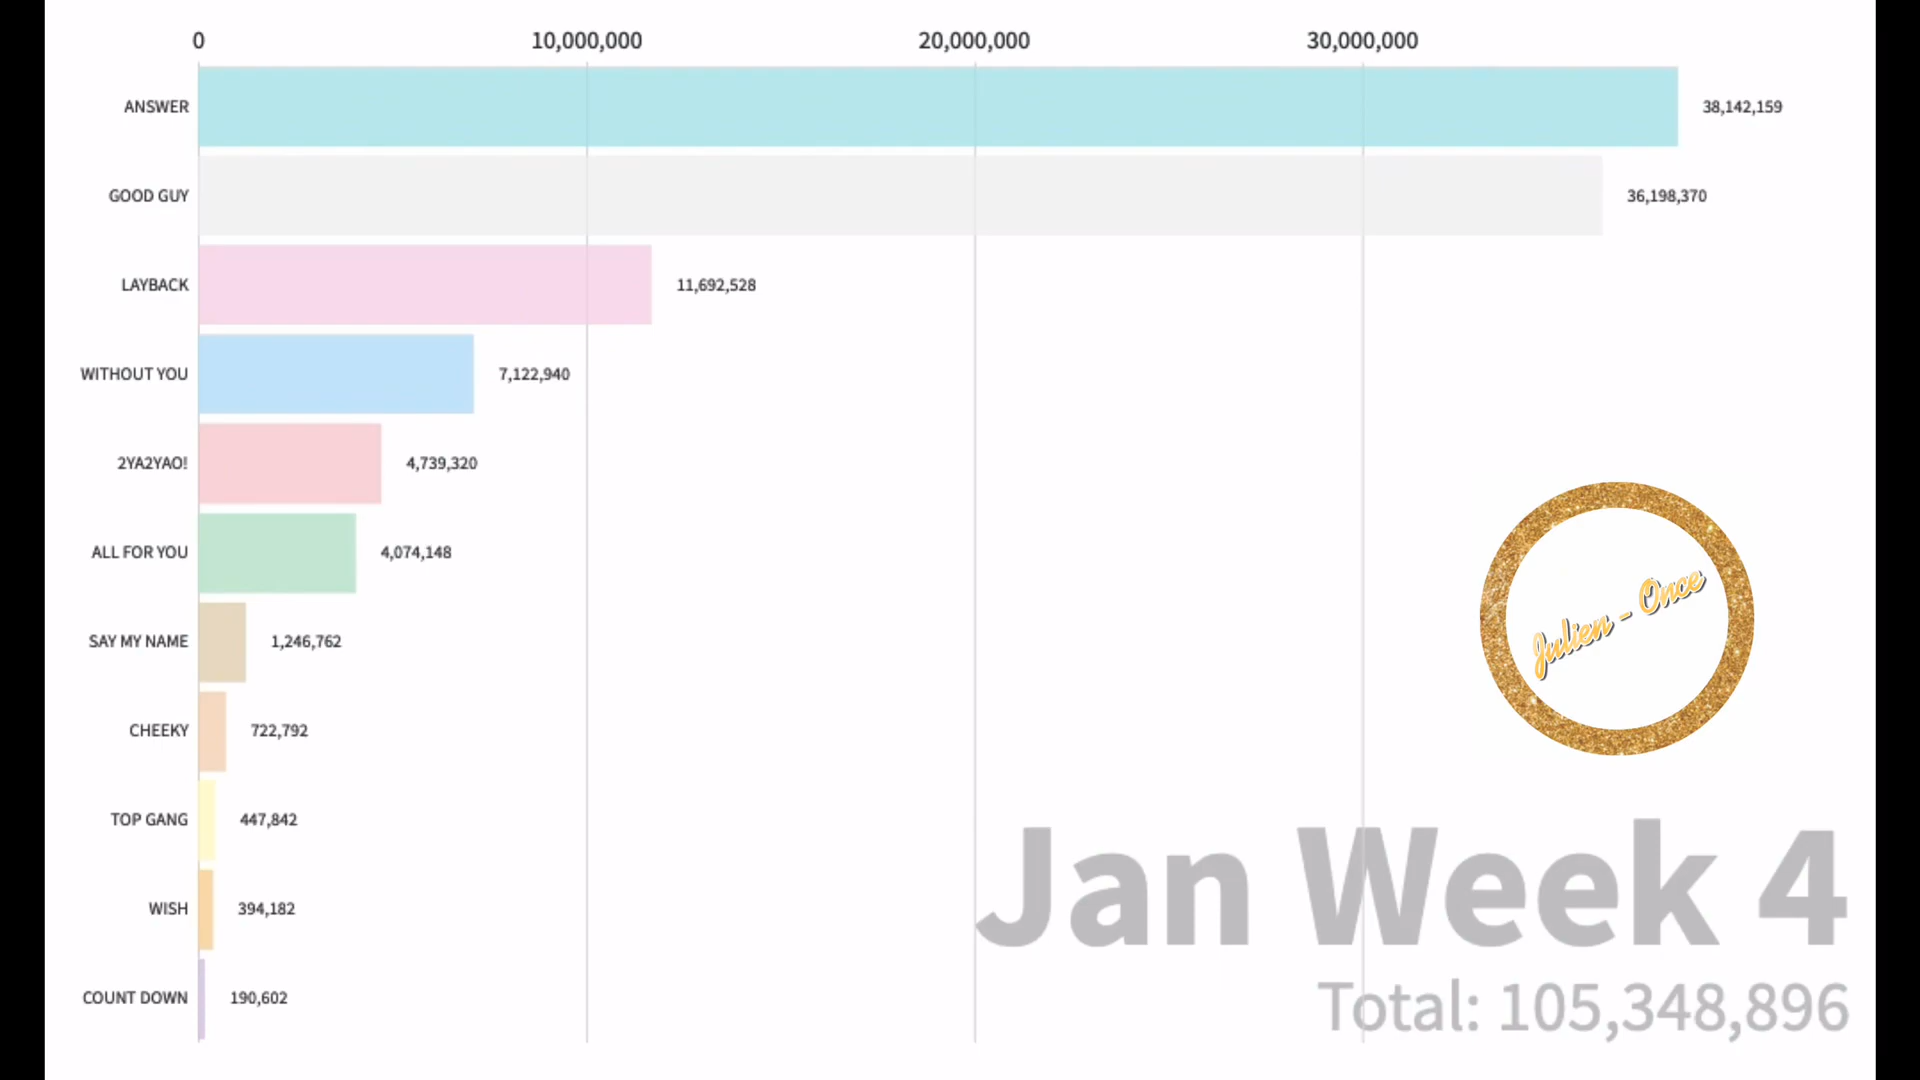 0 10,000,000 20,000,000 30,000,000
ANSWER 38,142,159
GOOD GUY 36,198,370
LAYBACK 11,692,528
WITHOUT YOU 7,122,940
2YA2YAO! 4,739,320
ALL FOR YOU 4,074,148
SAY MY NAME 1,246,762
CHEEKY 722,792
TOP GANG 447,842
WISH 394,182
COUNT DOWN 190,602
Julien - Once
Jan Week 4
Total: 105,348,896